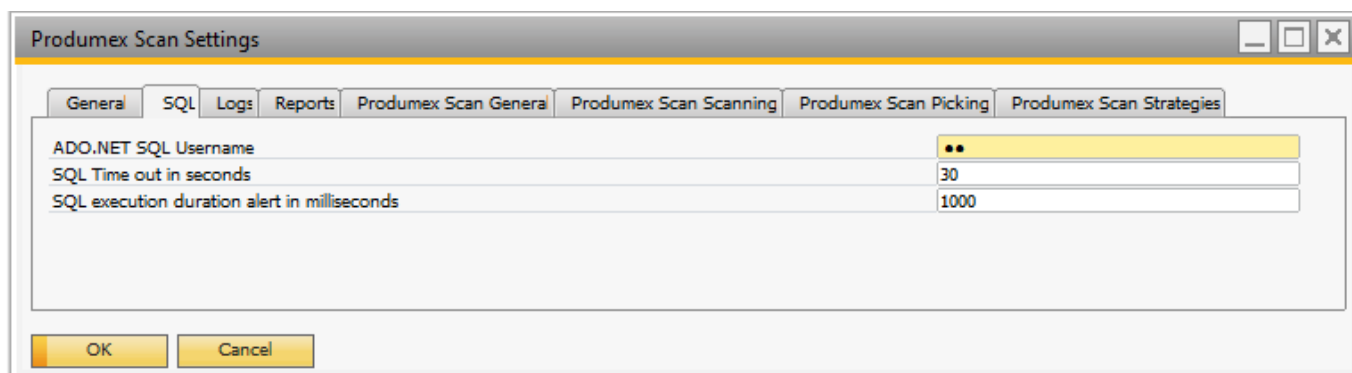 Produmex Scan Settings
General SQL Logs Reports Produmex Scan General Produmex Scan Scanning Produmex Scan Picking Produmex Scan Strategies
ADO.NET SQL Username ●●
SQL Time out in seconds 30
SQL execution duration alert in milliseconds 1000
OK Cancel